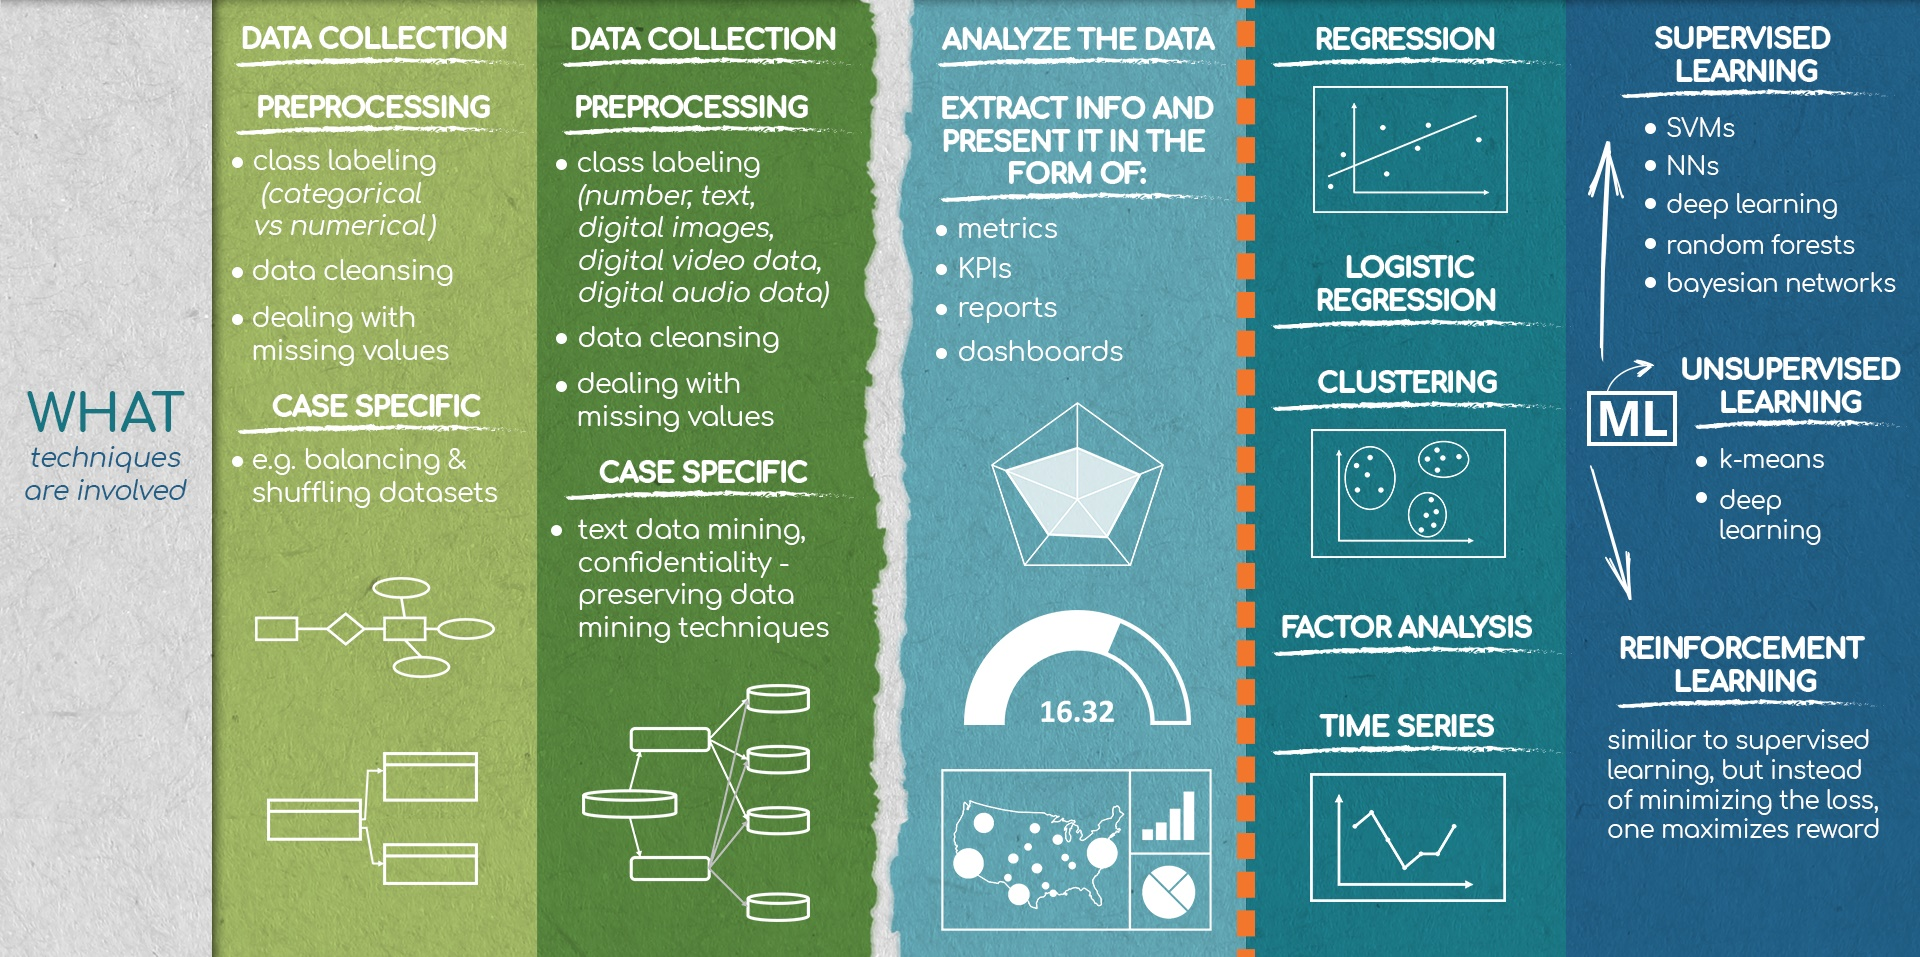 WHAT
techniques
are involved
DATA COLLECTION
PREPROCESSING
• class labeling
(categorical
vs numerical)
• data cleansing
• dealing with
missing values
CASE SPECIFIC
• e.g. balancing &
shuffling datasets
DATA COLLECTION
PREPROCESSING
• class labeling
(number, text,
digital images,
digital video data,
digital audio data)
• data cleansing
• dealing with
missing values
CASE SPECIFIC
• text data mining,
confidentiality -
preserving data
mining techniques
ANALYZE THE DATA
EXTRACT INFO AND
PRESENT IT IN THE
FORM OF:
• metrics
• KPIs
• reports
• dashboards
16.32
REGRESSION
LOGISTIC
REGRESSION
CLUSTERING
FACTOR ANALYSIS
TIME SERIES
SUPERVISED
LEARNING
• SVMs
• NNs
• deep learning
• random forests
• bayesian networks
ML
UNSUPERVISED
LEARNING
• k-means
• deep
learning
REINFORCEMENT
LEARNING
similiar to supervised
learning, but instead
of minimizing the loss,
one maximizes reward